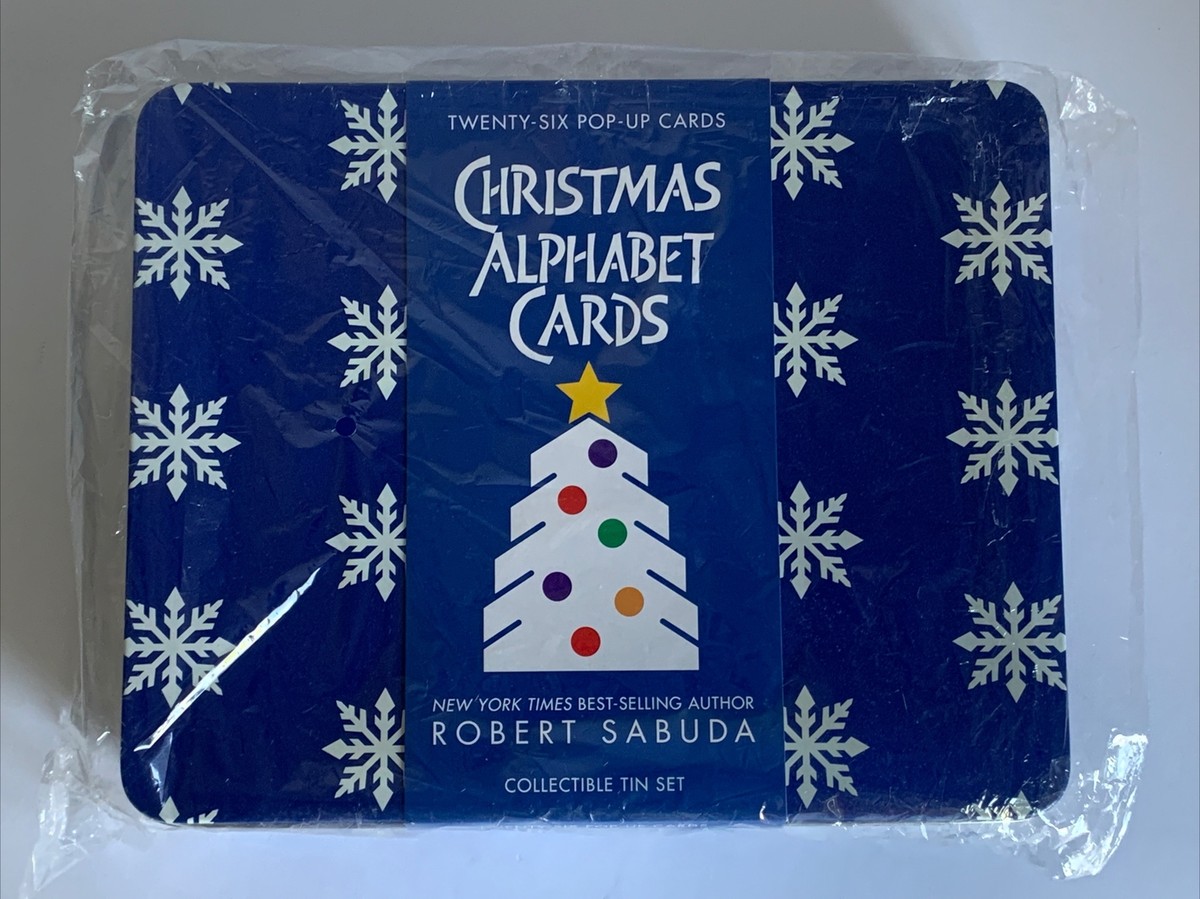 TWENTY-SIX POP-UP CARDS
CHRISTMAS
ALPHABET
CARDS
NEW YORK TIMES BEST-SELLING AUTHOR
ROBERT SABUDA
COLLECTIBLE TIN SET